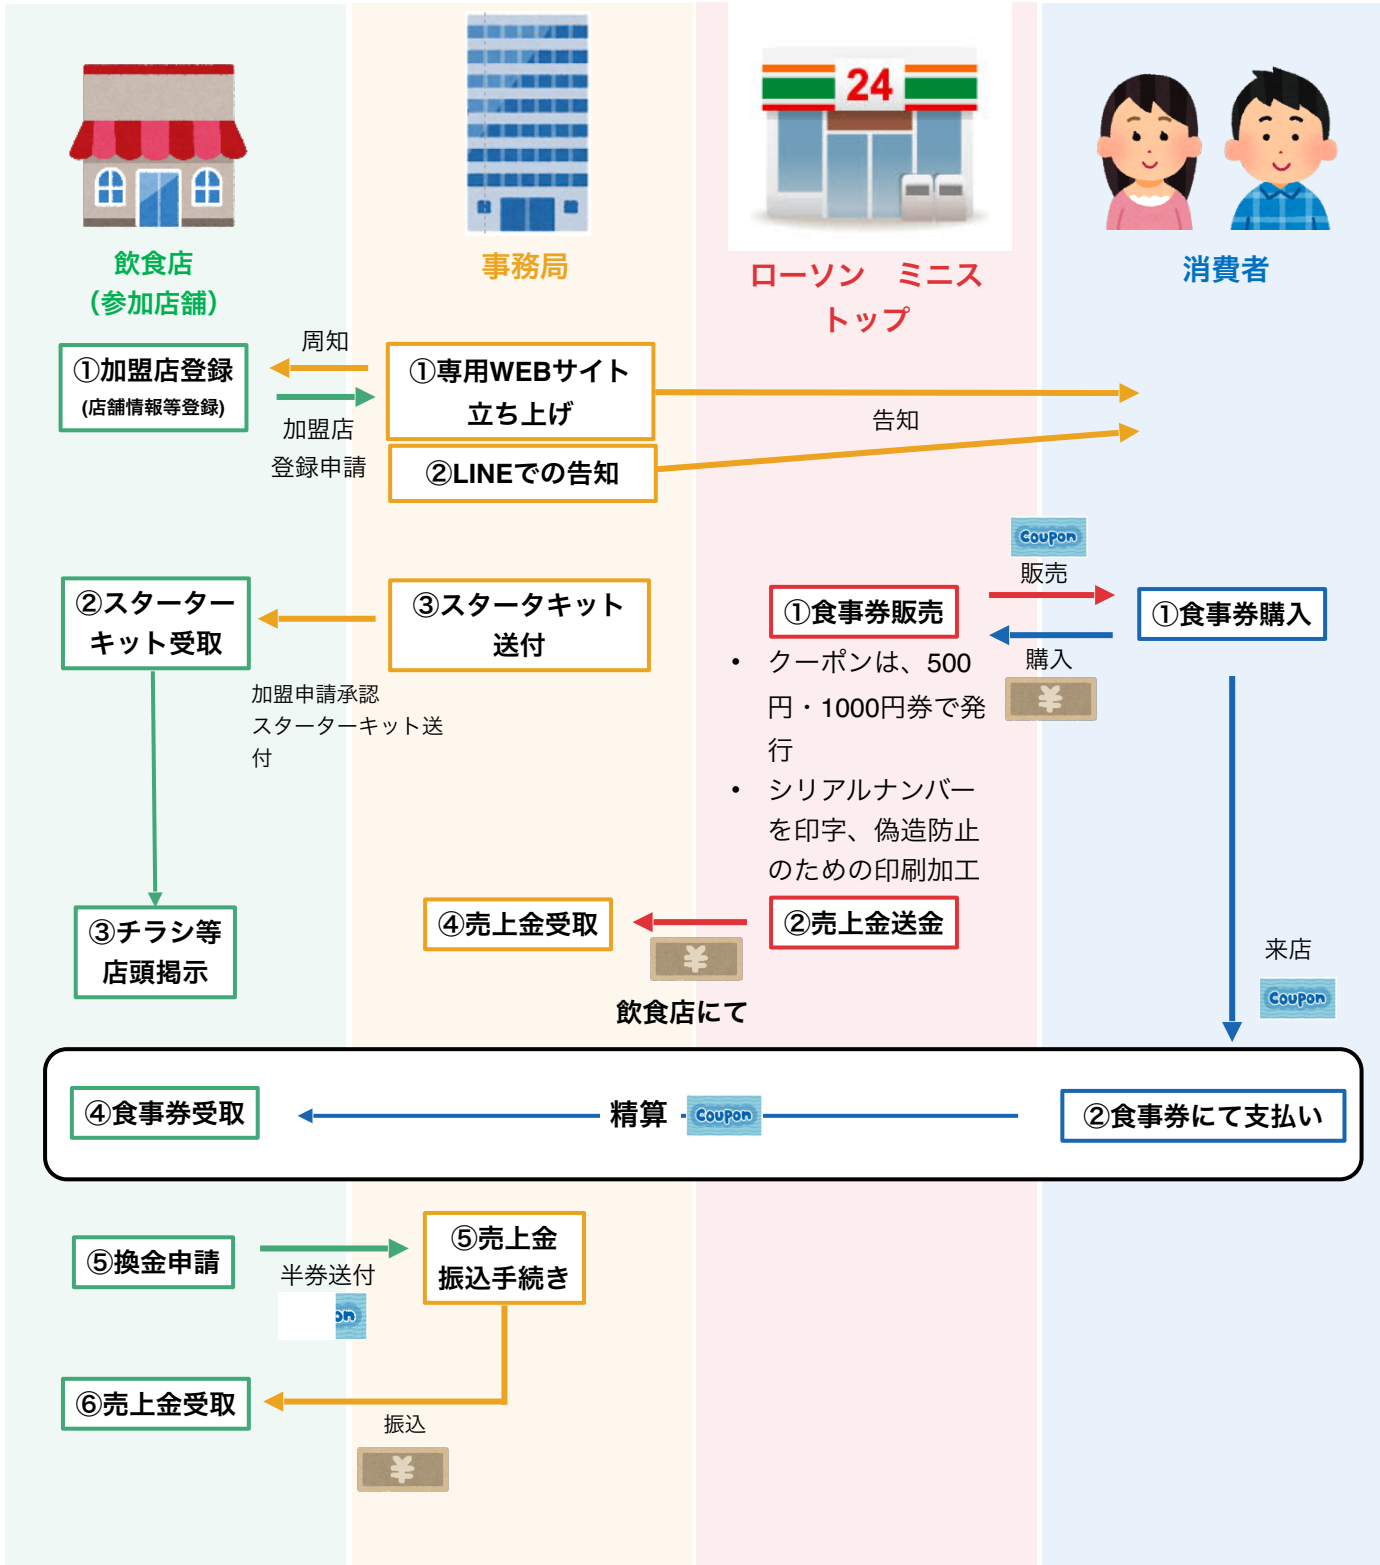 24
飲食店
（参加店舗）
事務局
ローソン　ミニス
トップ
消費者
①加盟店登録
(店舗情報等登録)
周知
加盟店
登録申請
①専用WEBサイト
立ち上げ
②LINEでの告知
告知
Coupon
販売
②スターター
キット受取
③スタータキット
送付
加盟申請承認
スターターキット送
付
①食事券販売
①食事券購入
購入
¥
• クーポンは、500
円・1000円券で発
行
• シリアルナンバー
を印字、偽造防止
のための印刷加工
③チラシ等
店頭掲示
④売上金受取
②売上金送金
¥
来店
Coupon
飲食店にて
④食事券受取
精算
Coupon
②食事券にて支払い
⑤換金申請
半券送付
on
⑤売上金
振込手続き
⑥売上金受取
振込
¥